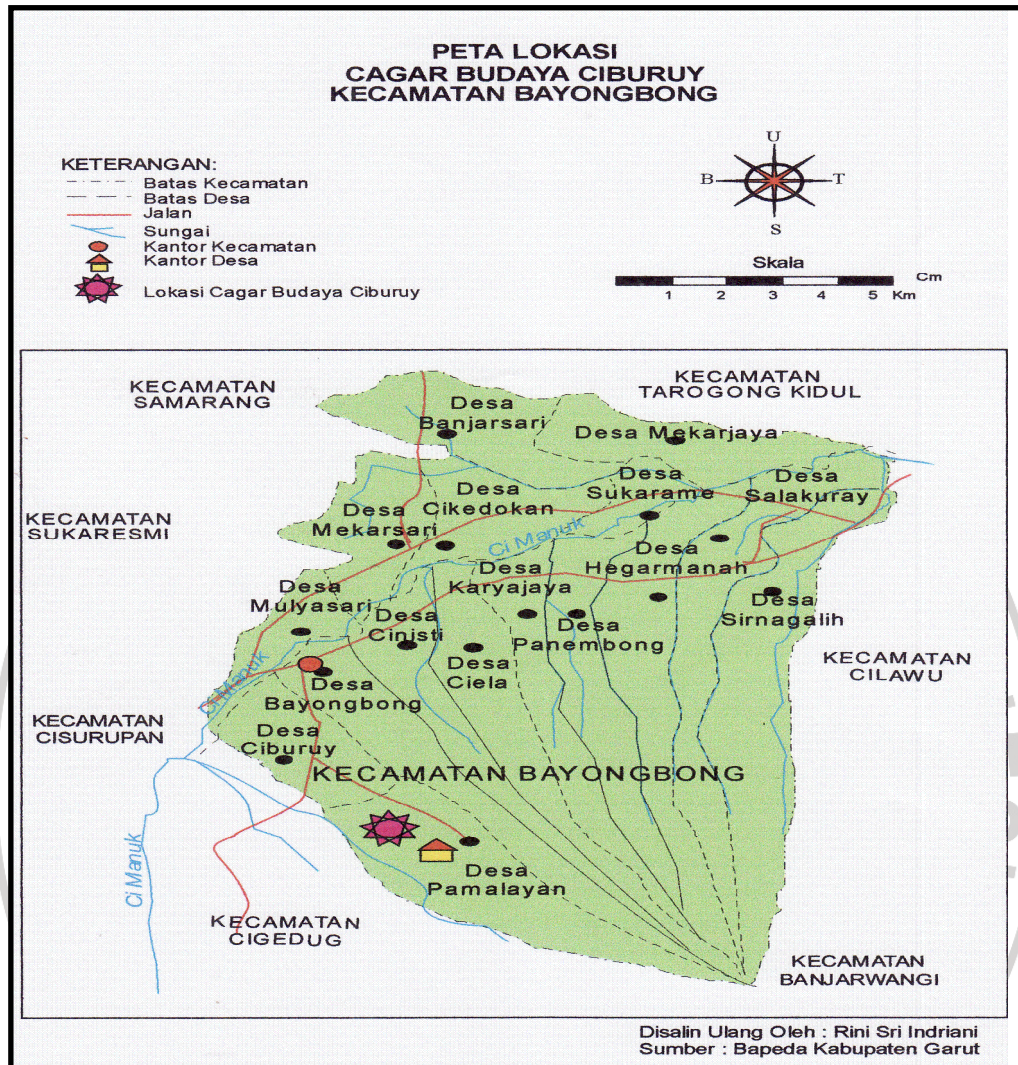 PETA LOKASI
CAGAR BUDAYA CIBURUY
KECAMATAN BAYONGBONG
KETERANGAN:
Batas Kecamatan
Batas Desa
Jalan
Sungai
Kantor Kecamatan
Kantor Desa
Lokasi Cagar Budaya Ciburuy
U
B
T
S
Skala
Cm
1 2 3 4 5 Km
KECAMATAN
SAMARANG
KECAMATAN
TAROGONG KIDUL
Desa
Banjarsari
Desa Mekarjaya
Desa
Sukarame
Desa
Salakuray
Desa
Cikedokan
Desa
Mekarsari
KECAMATAN
SUKARESMI
Ci Manuk
Desa
Hegarmanah
Desa
Karyajaya
Desa
Mulyasari
Desa
Sirnagalih
Desa
Cinisti
Desa
Panembong
Desa
Ciela
KECAMATAN
CILAWU
Ci Manuk
Desa
Bayongbong
KECAMATAN
CISURUPAN
Desa
Ciburuy
KECAMATAN BAYONGBONG
Ci Manuk
Desa
Pamalayan
KECAMATAN
CIGEDUG
KECAMATAN
BANJARWANGI
Disalin Ulang Oleh : Rini Sri Indriani
Sumber : Bapeda Kabupaten Garut